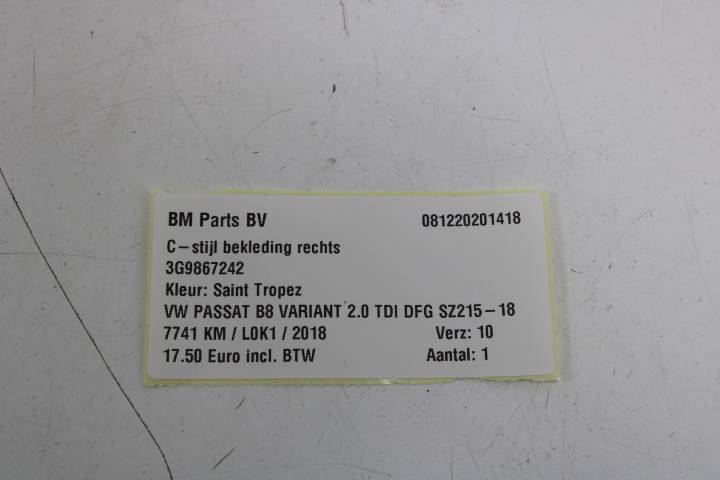 BM Parts BV 081220201418
C-stijl bekleding rechts
3G9867242
Kleur: Saint Tropez
VW PASSAT B8 VARIANT 2.0 TDI DFG SZ215-18
7741 KM / L0K1 / 2018 Verz: 10
17.50 Euro incl. BTW Aantal: 1